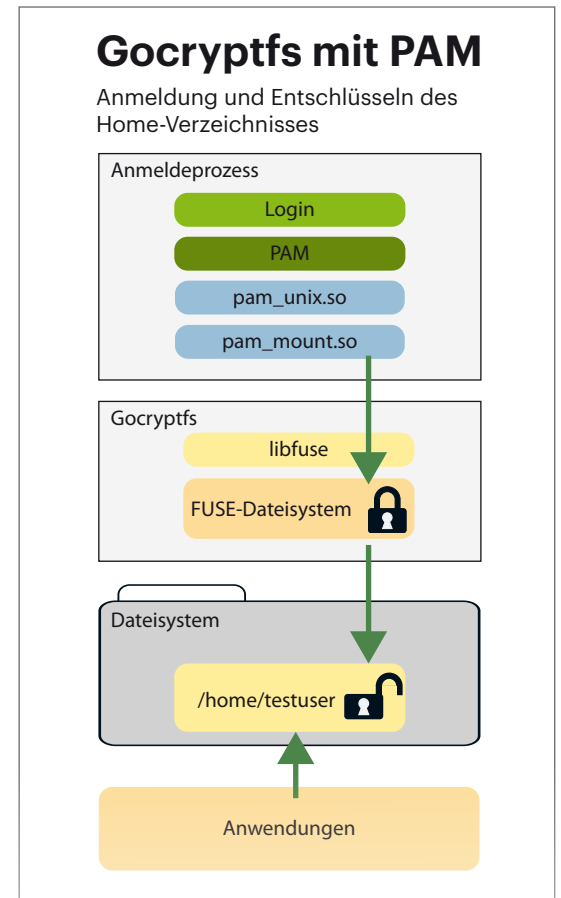 Gocryptfs mit PAM
Anmeldung und Entschlüsseln des
Home-Verzeichnisses
Anmeldeprozess
Login
PAM
pam_unix.so
pam_mount.so
Gocryptfs
libfuse
FUSE-Dateisystem
Dateisystem
/home/testuser
Anwendungen